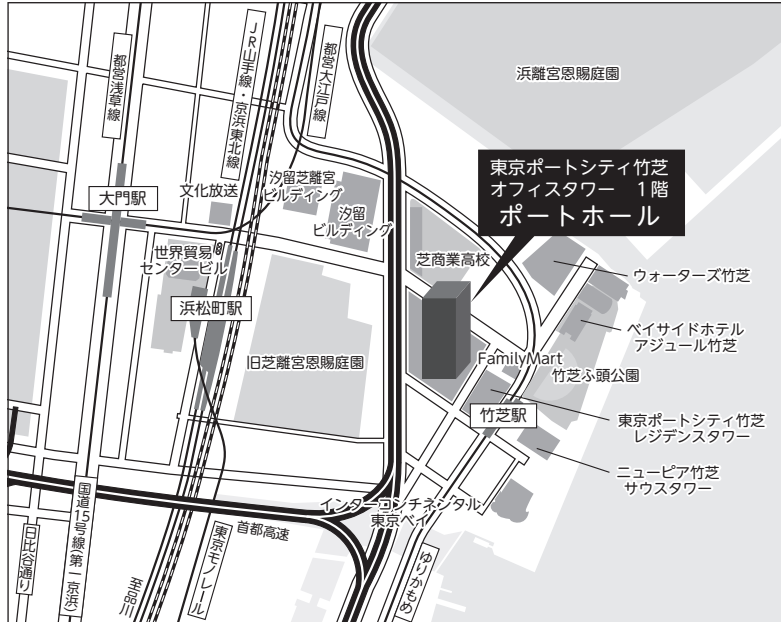 都営浅草線
JR山手線・京浜東北線
都営大江戸線
浜離宮恩賜庭園
東京ポートシティ竹芝
オフィスタワー 1階
ポートホール
大門駅
文化放送
汐留芝離宮
ビルディング
汐留
ビルディング
世界貿易
センタービル
芝商業高校
ウォーターズ竹芝
浜松町駅
ベイサイドホテル
アジュール竹芝
旧芝離宮恩賜庭園
FamilyMart
竹芝ふ頭公園
竹芝駅
東京ポートシティ竹芝
レジデンスタワー
ニューピア竹芝
サウスタワー
インターコンチネンタル
東京ベイ
首都高速
国道15号線(第一京浜)
日比谷通り
至品川
東京モノレール
ゆりかもめ